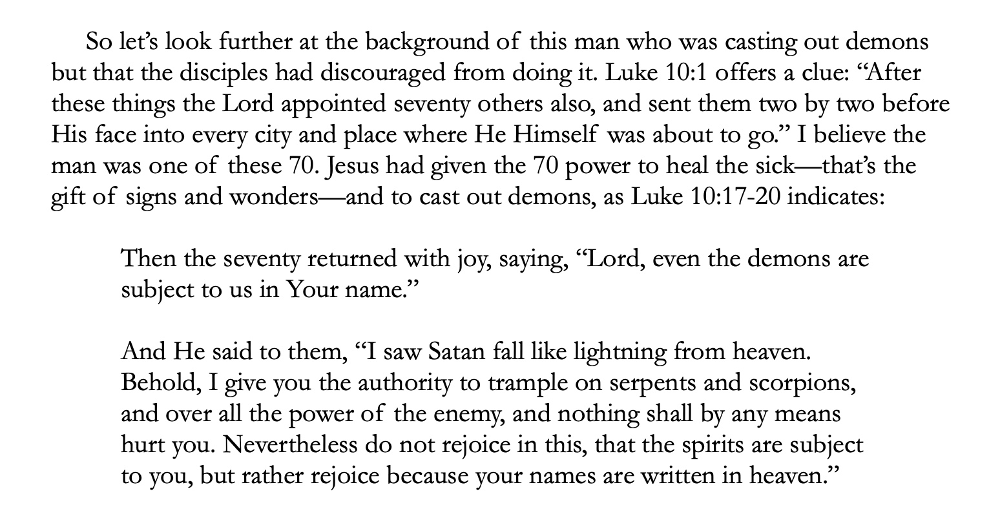 So let’s look further at the background of this man who was casting out demons
but that the disciples had discouraged from doing it. Luke 10:1 offers a clue: “After
these things the Lord appointed seventy others also, and sent them two by two before
His face into every city and place where He Himself was about to go.” I believe the
man was one of these 70. Jesus had given the 70 power to heal the sick—that’s the
gift of signs and wonders—and to cast out demons, as Luke 10:17-20 indicates:
Then the seventy returned with joy, saying, “Lord, even the demons are
subject to us in Your name.”
And He said to them, “I saw Satan fall like lightning from heaven.
Behold, I give you the authority to trample on serpents and scorpions,
and over all the power of the enemy, and nothing shall by any means
hurt you. Nevertheless do not rejoice in this, that the spirits are subject
to you, but rather rejoice because your names are written in heaven.”